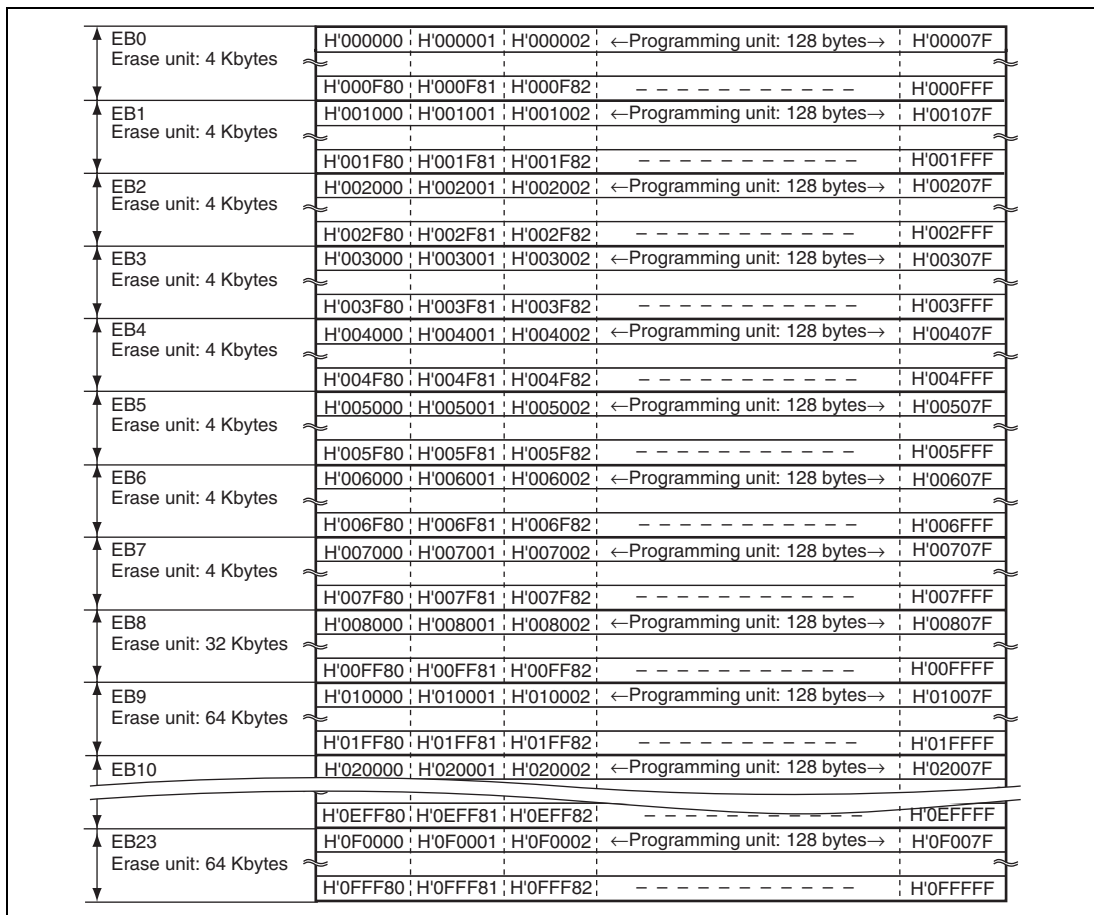 EB0 H'000000 H'000001 H'000002 ←Programming unit: 128 bytes→ H'00007F
Erase unit: 4 Kbytes
H'000F80 H'000F81 H'000F82 – – – – – – – – – – – H'000FFF
EB1 H'001000 H'001001 H'001002 ←Programming unit: 128 bytes→ H'00107F
Erase unit: 4 Kbytes
H'001F80 H'001F81 H'001F82 – – – – – – – – – – – H'001FFF
EB2 H'002000 H'002001 H'002002 ←Programming unit: 128 bytes→ H'00207F
Erase unit: 4 Kbytes
H'002F80 H'002F81 H'002F82 – – – – – – – – – – – H'002FFF
EB3 H'003000 H'003001 H'003002 ←Programming unit: 128 bytes→ H'00307F
Erase unit: 4 Kbytes
H'003F80 H'003F81 H'003F82 – – – – – – – – – – – H'003FFF
EB4 H'004000 H'004001 H'004002 ←Programming unit: 128 bytes→ H'00407F
Erase unit: 4 Kbytes
H'004F80 H'004F81 H'004F82 – – – – – – – – – – – H'004FFF
EB5 H'005000 H'005001 H'005002 ←Programming unit: 128 bytes→ H'00507F
Erase unit: 4 Kbytes
H'005F80 H'005F81 H'005F82 – – – – – – – – – – – H'005FFF
EB6 H'006000 H'006001 H'006002 ←Programming unit: 128 bytes→ H'00607F
Erase unit: 4 Kbytes
H'006F80 H'006F81 H'006F82 – – – – – – – – – – – H'006FFF
EB7 H'007000 H'007001 H'007002 ←Programming unit: 128 bytes→ H'00707F
Erase unit: 4 Kbytes
H'007F80 H'007F81 H'007F82 – – – – – – – – – – – H'007FFF
EB8 H'008000 H'008001 H'008002 ←Programming unit: 128 bytes→ H'00807F
Erase unit: 32 Kbytes
H'00FF80 H'00FF81 H'00FF82 – – – – – – – – – – – H'00FFFF
EB9 H'010000 H'010001 H'010002 ←Programming unit: 128 bytes→ H'01007F
Erase unit: 64 Kbytes
H'01FF80 H'01FF81 H'01FF82 – – – – – – – – – – – H'01FFFF
EB10 H'020000 H'020001 H'020002 ←Programming unit: 128 bytes→ H'02007F
H'0EFF80 H'0EFF81 H'0EFF82 – – – – – – – – – – – H'0EFFFF
EB23 H'0F0000 H'0F0001 H'0F0002 ←Programming unit: 128 bytes→ H'0F007F
Erase unit: 64 Kbytes
H'0FFF80 H'0FFF81 H'0FFF82 – – – – – – – – – – – H'0FFFFF